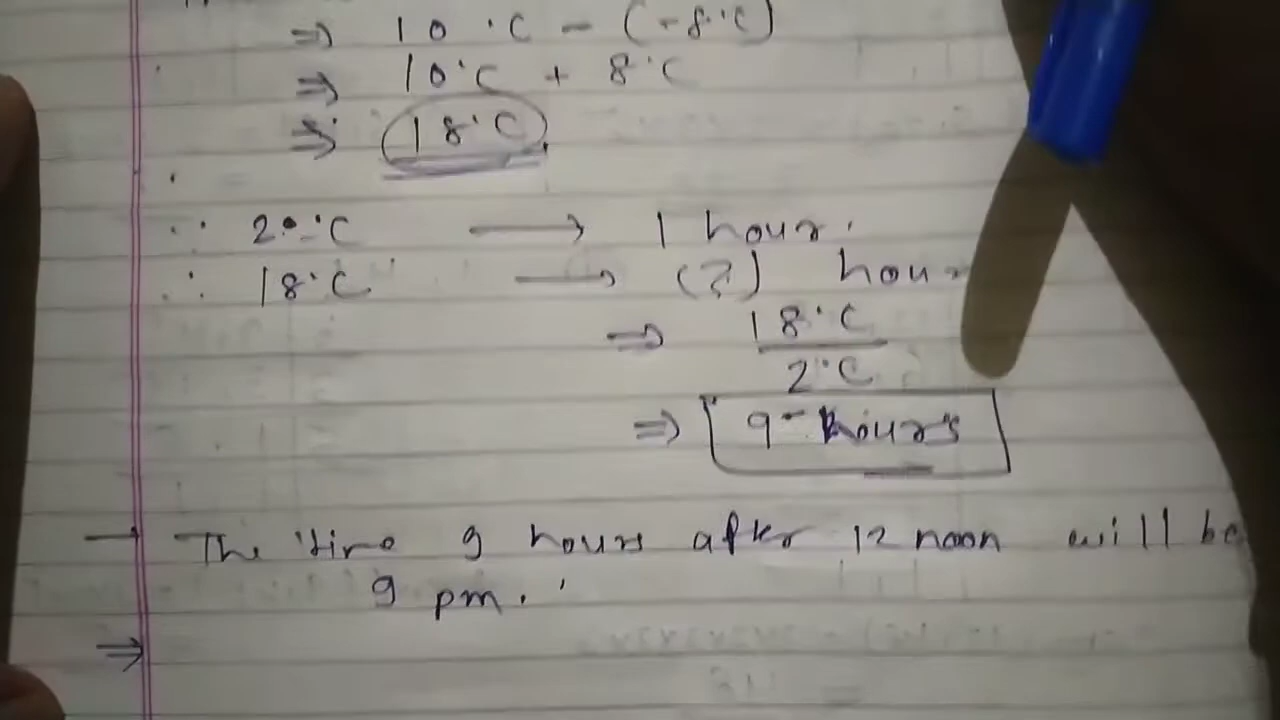 ⇒ 10 °C - (-8°C)
⇒ 10°C + 8°C
⇒ 18°C
∵ 2°C → 1 hour.
∴ 18°C → (?) hour
⇒ 18°C
2°C
⇒ 9 hours
→ The time 9 hours after 12 noon will be
9 pm.
⇒